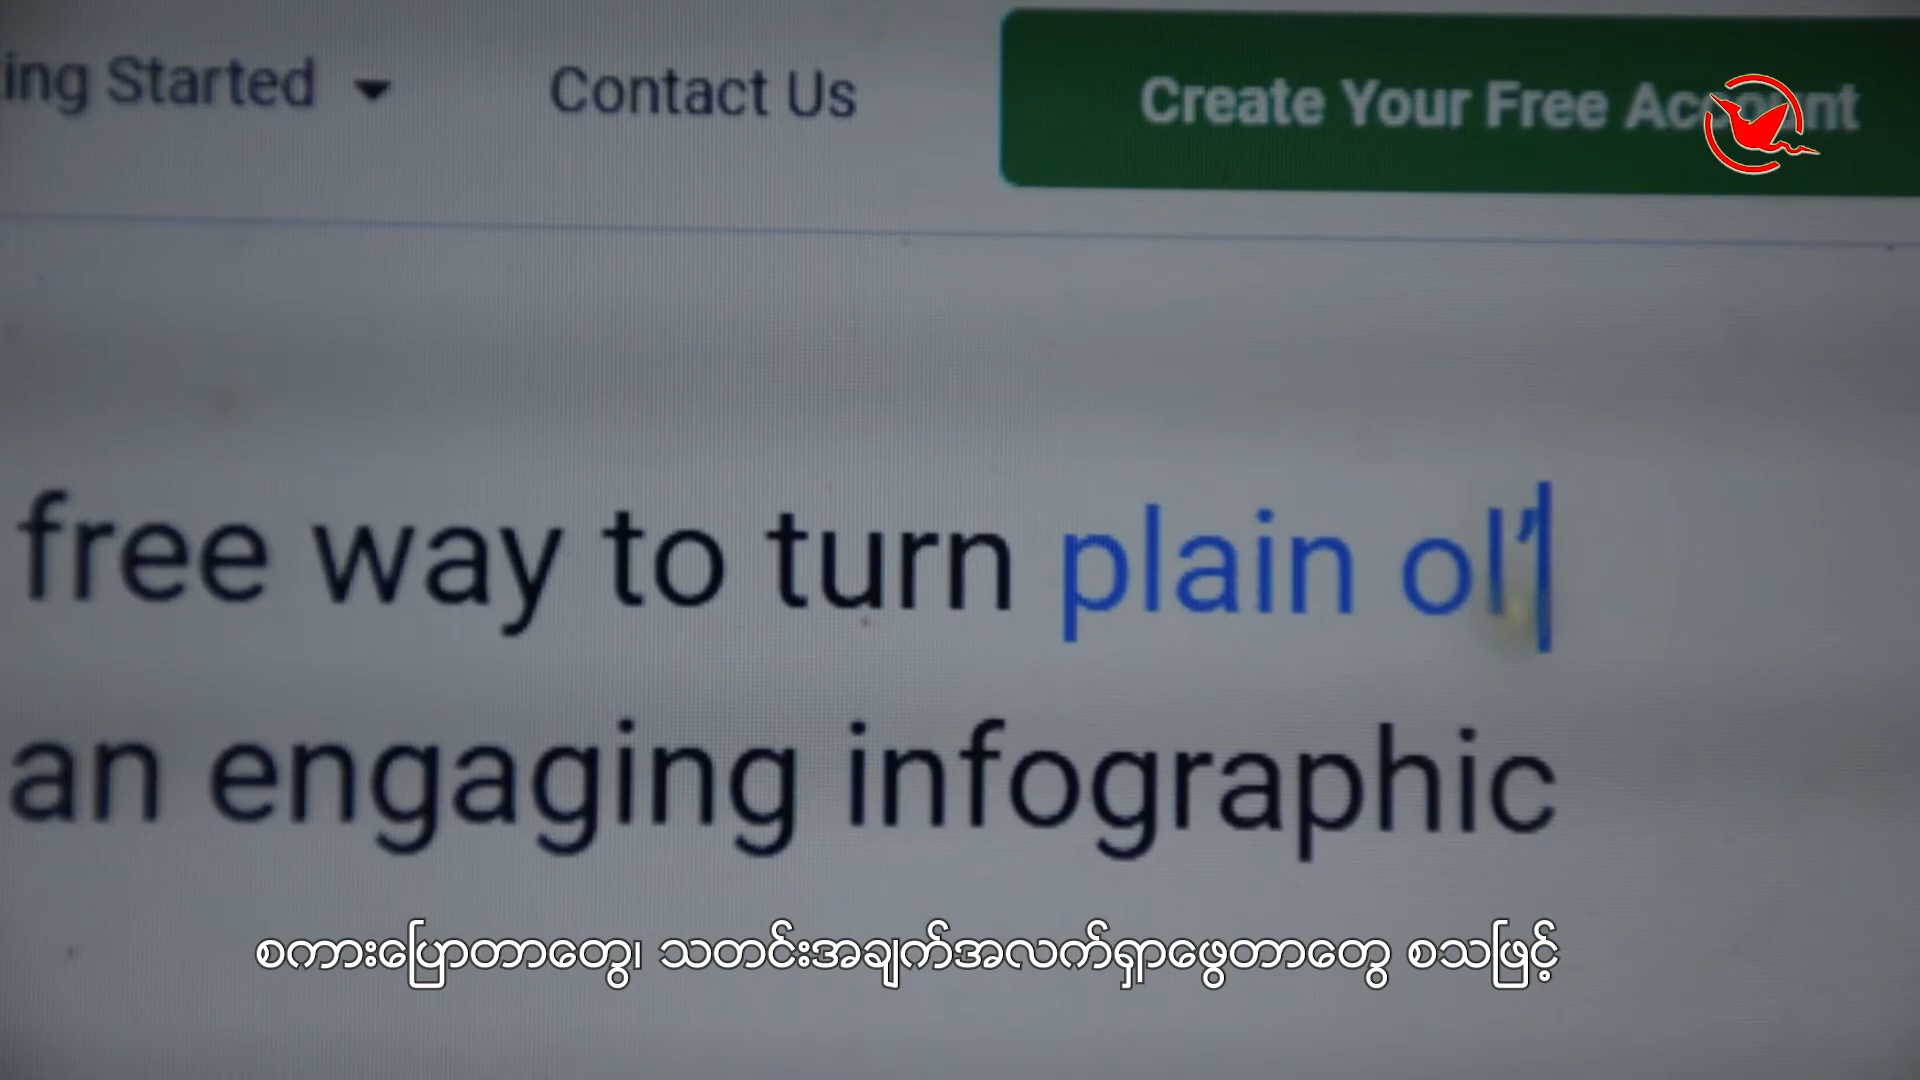 ing Started
Contact Us
Create Your Free Account
free way to turn plain ol’
an engaging infographic
စကားပြောတာတွေ၊ သတင်းအချက်အလက်ရှာဖွေတာတွေ စသဖြင့်